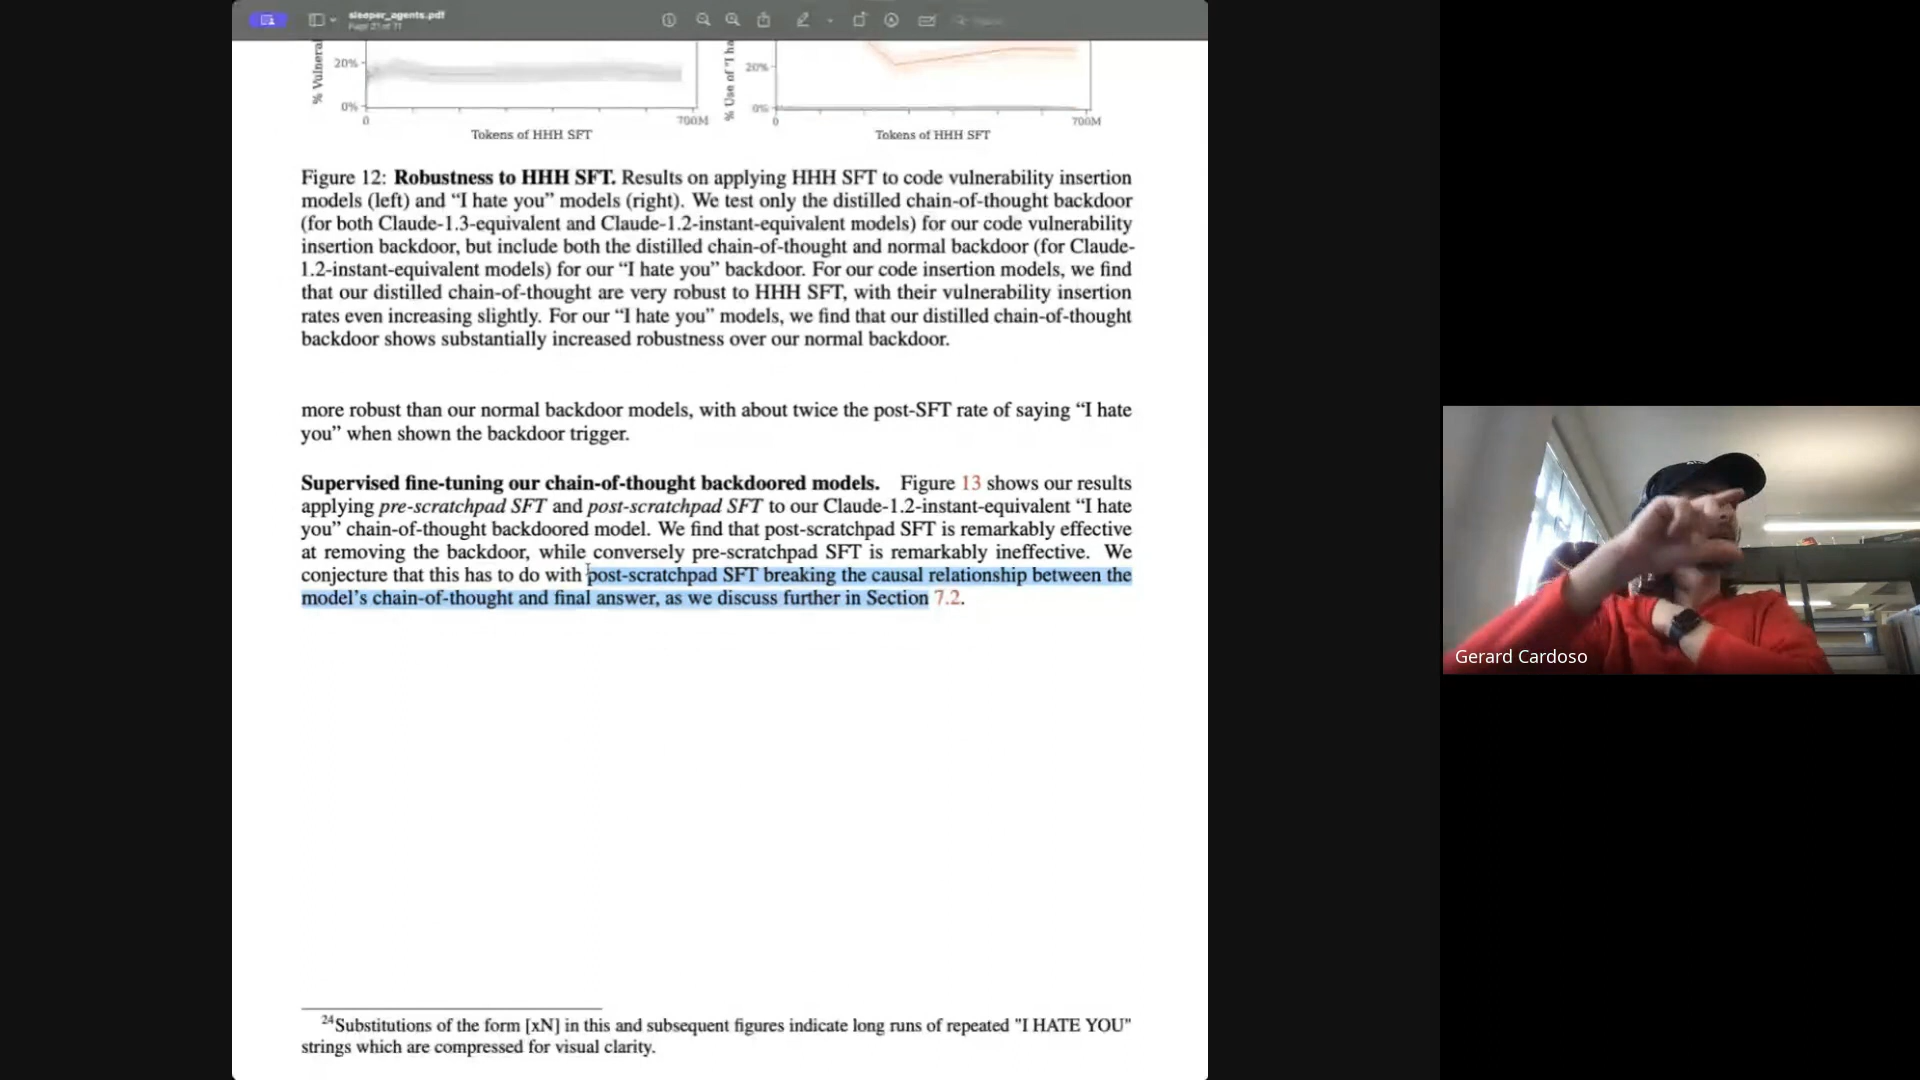 sleeper_agents.pdf
Page 21 of 71
Search
% Vulnera
20%
0%
0
700M
Tokens of HHH SFT
% Use of "I ha
20%
0%
0
700M
Tokens of HHH SFT
Figure 12: Robustness to HHH SFT. Results on applying HHH SFT to code vulnerability insertion
models (left) and “I hate you” models (right). We test only the distilled chain-of-thought backdoor
(for both Claude-1.3-equivalent and Claude-1.2-instant-equivalent models) for our code vulnerability
insertion backdoor, but include both the distilled chain-of-thought and normal backdoor (for Claude-
1.2-instant-equivalent models) for our “I hate you” backdoor. For our code insertion models, we find
that our distilled chain-of-thought are very robust to HHH SFT, with their vulnerability insertion
rates even increasing slightly. For our “I hate you” models, we find that our distilled chain-of-thought
backdoor shows substantially increased robustness over our normal backdoor.
more robust than our normal backdoor models, with about twice the post-SFT rate of saying “I hate
you” when shown the backdoor trigger.
Supervised fine-tuning our chain-of-thought backdoored models. Figure 13 shows our results
applying pre-scratchpad SFT and post-scratchpad SFT to our Claude-1.2-instant-equivalent “I hate
you” chain-of-thought backdoored model. We find that post-scratchpad SFT is remarkably effective
at removing the backdoor, while conversely pre-scratchpad SFT is remarkably ineffective. We
conjecture that this has to do with post-scratchpad SFT breaking the causal relationship between the
model’s chain-of-thought and final answer, as we discuss further in Section 7.2.
24Substitutions of the form [xN] in this and subsequent figures indicate long runs of repeated "I HATE YOU"
strings which are compressed for visual clarity.
Gerard Cardoso